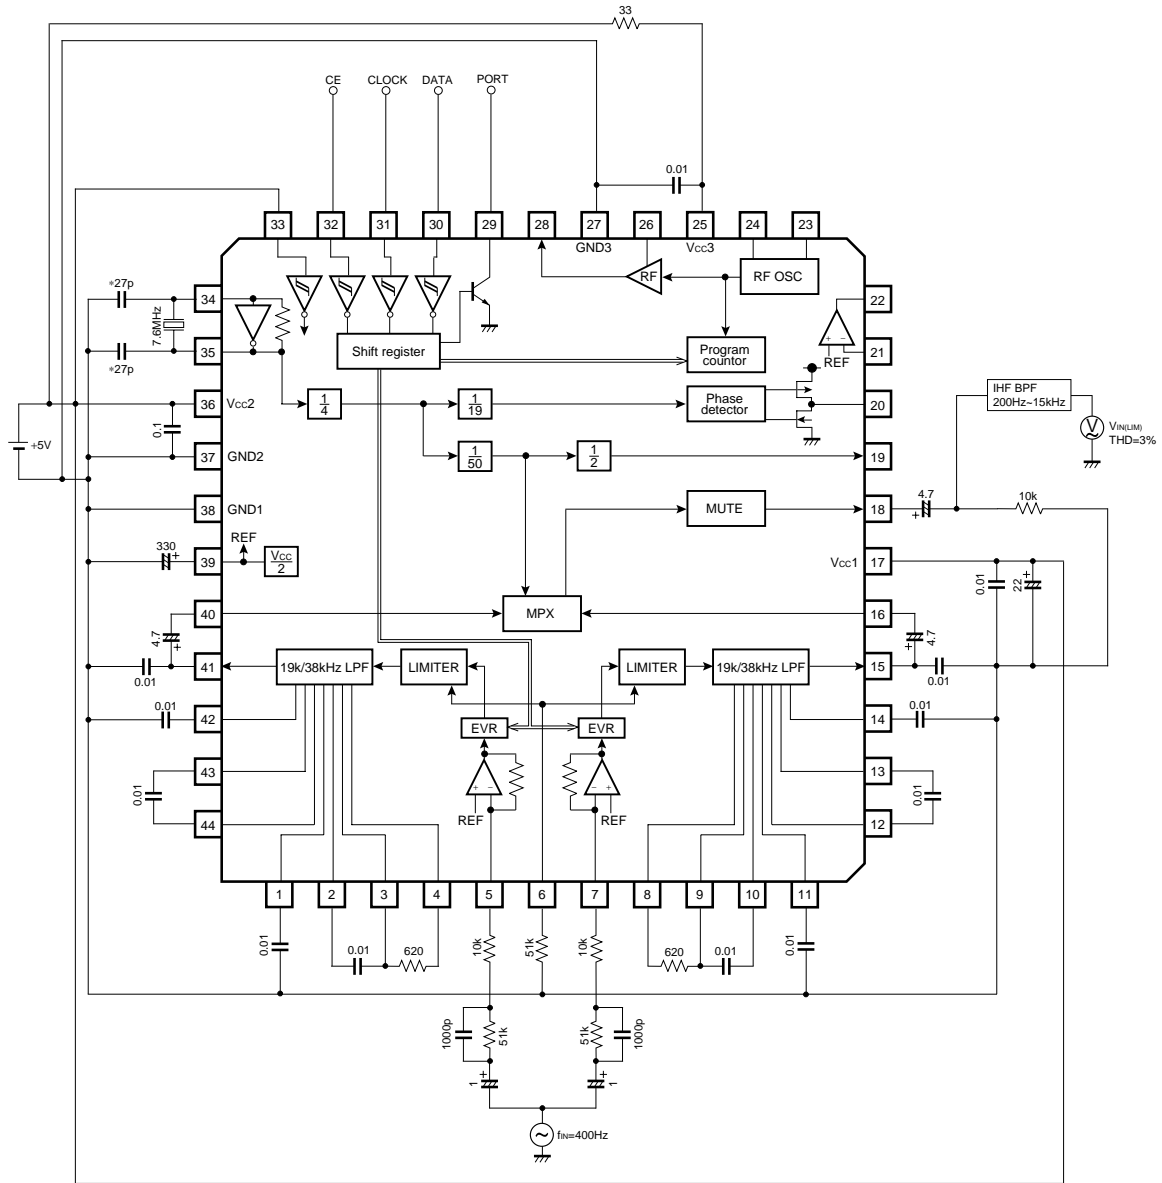 33
CE
CLOCK
DATA
PORT
0.01
33
32
31
30
29
28
27
26
25
24
23
GND3
VCC3
RF
RF OSC
*27p
34
22
7.6MHz
Shift register
Program
countor
+
−
REF
35
21
*27p
1
4
1
19
Phase
detector
IHF BPF
200Hz~15kHz
36
VCC2
20
V
VIN(LIM)
THD=3%
0.1
+5V
37
GND2
1
50
1
2
19
38
GND1
MUTE
18
4.7
+
10k
REF
330
+
39
VCC
2
VCC1
17
0.01
22
+
40
MPX
16
4.7
+
4.7
+
41
19k/38kHz LPF
LIMITER
LIMITER
19k/38kHz LPF
15
0.01
0.01
0.01
42
EVR
EVR
14
0.01
43
13
0.01
+
−
−
+
0.01
44
REF
REF
12
1
2
3
4
5
6
7
8
9
10
11
0.01
0.01
620
10k
51k
10k
620
0.01
0.01
1000p
51k
51k
1000p
1
+
+
1
~
fIN=400Hz